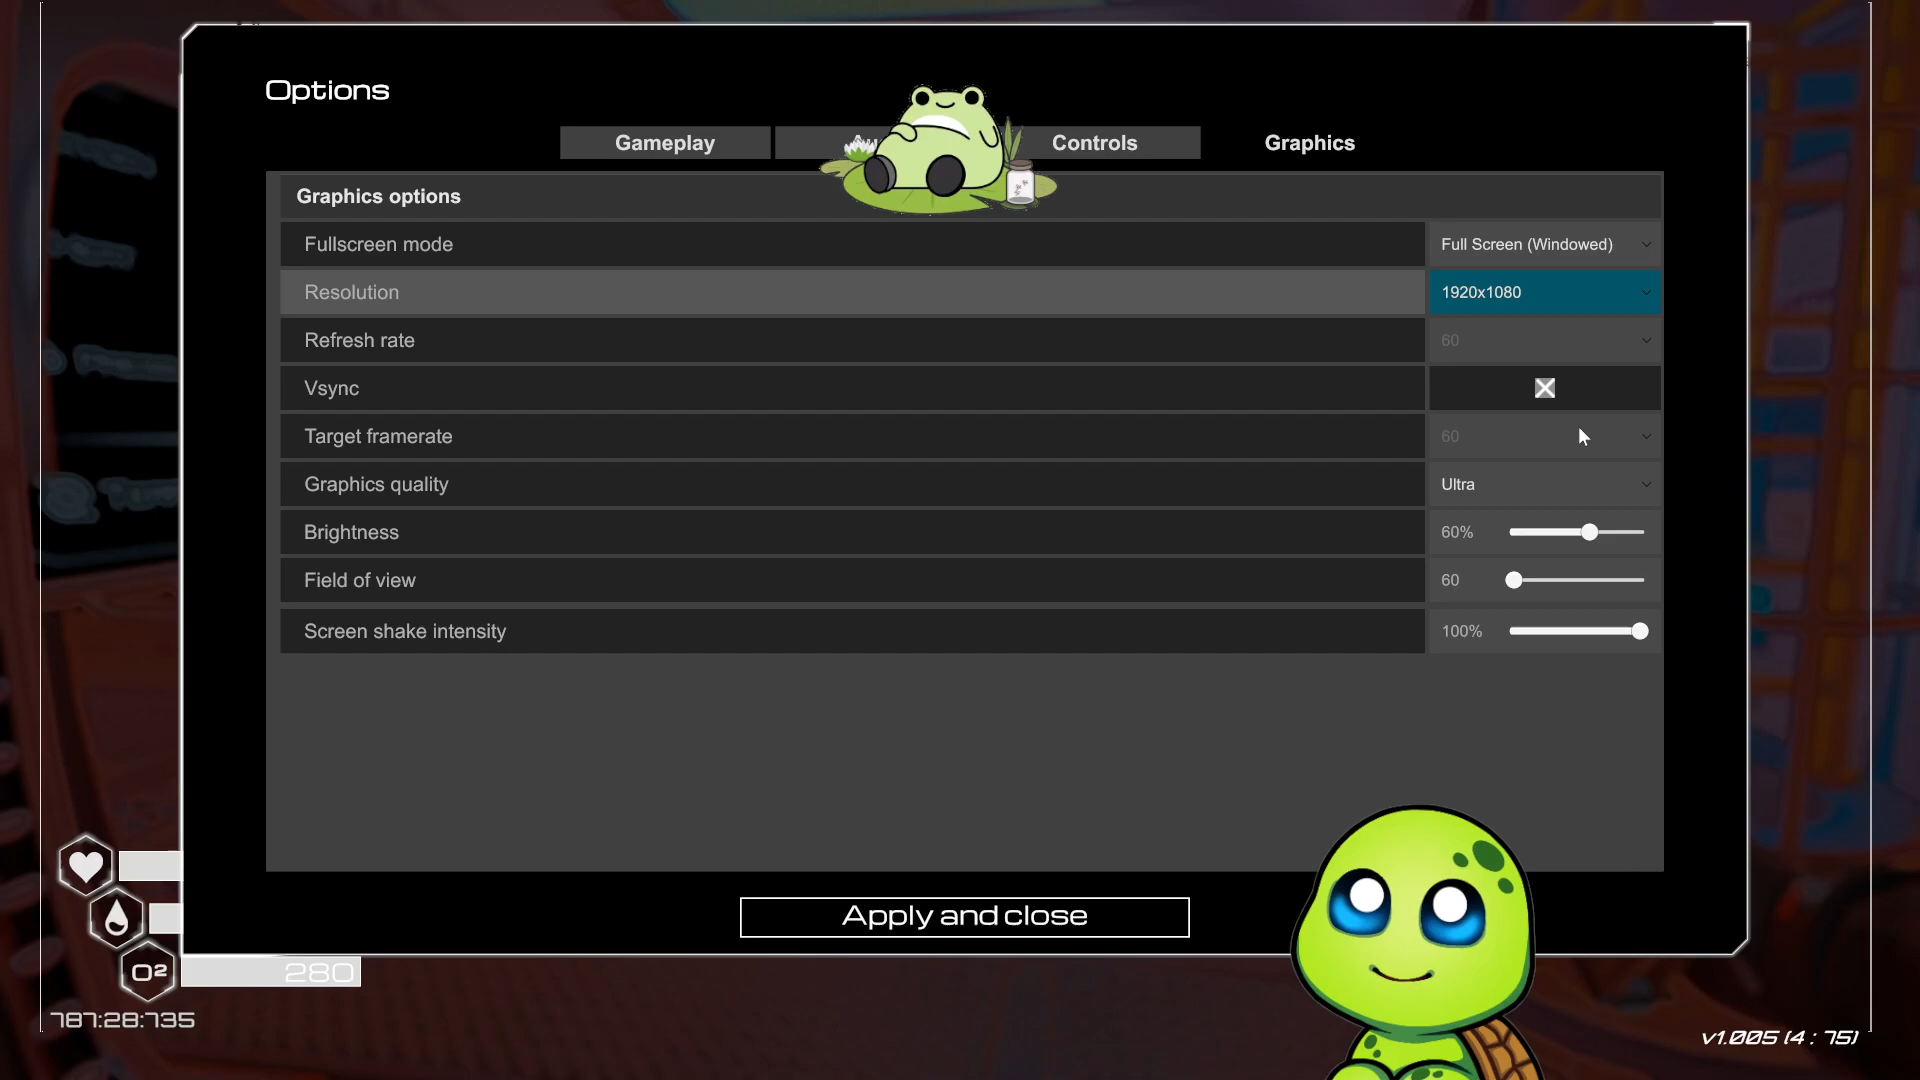 Options
Gameplay
Controls
Graphics
Graphics options
Fullscreen mode
Full Screen (Windowed)
Resolution
1920x1080
Refresh rate
60
Vsync
Target framerate
60
Graphics quality
Ultra
Brightness
60%
Field of view
60
Screen shake intensity
100%
Apply and close
O²
280
787:28:735
v1.005 (4 : 75)